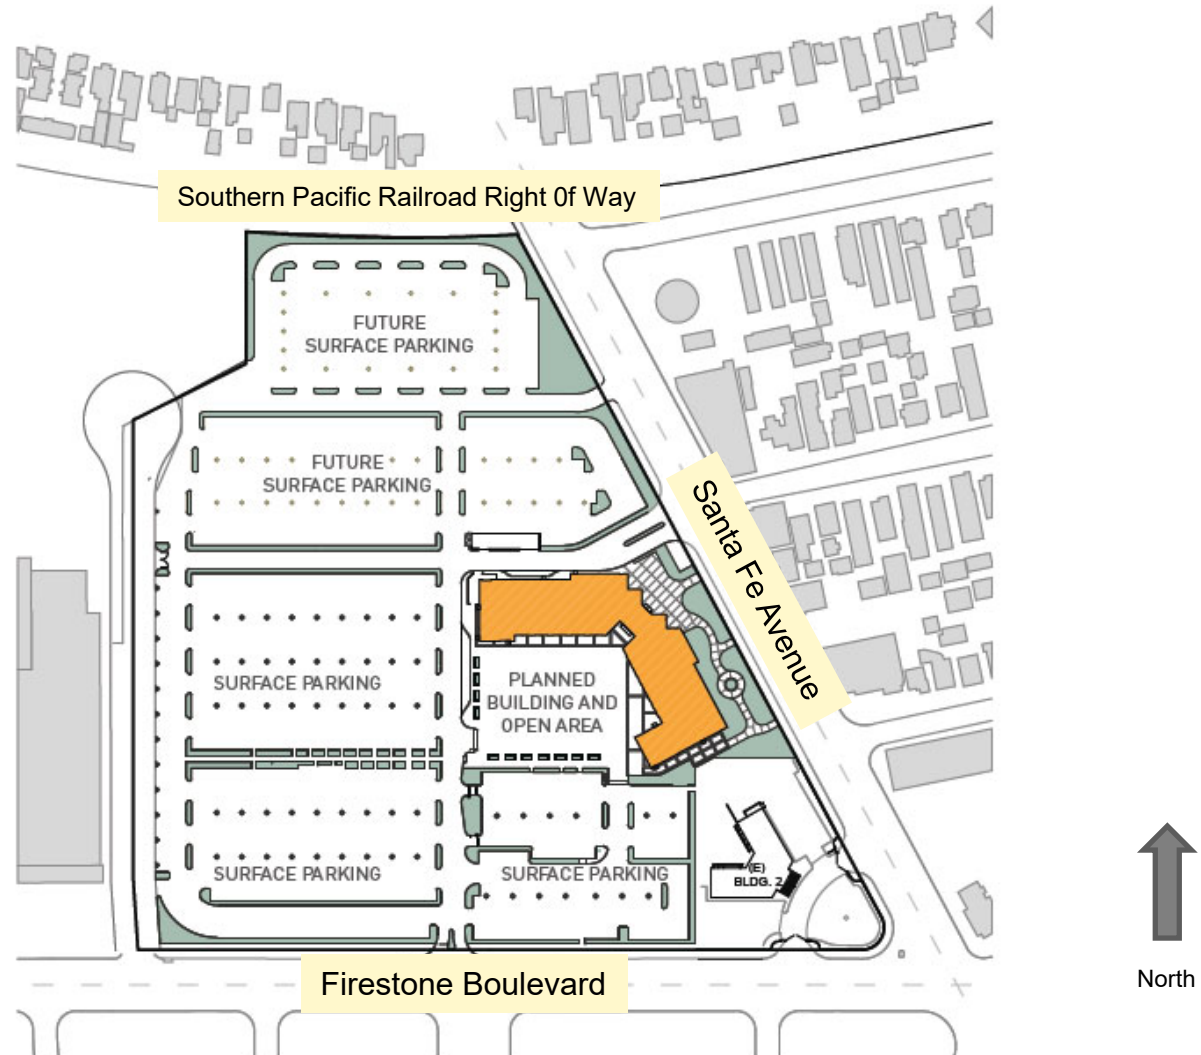 Southern Pacific Railroad Right 0f Way
FUTURE
SURFACE PARKING
FUTURE
SURFACE PARKING
Santa Fe Avenue
SURFACE PARKING
PLANNED
BUILDING AND
OPEN AREA
SURFACE PARKING
SURFACE PARKING
(E)
BLDG. 2
Firestone Boulevard
North